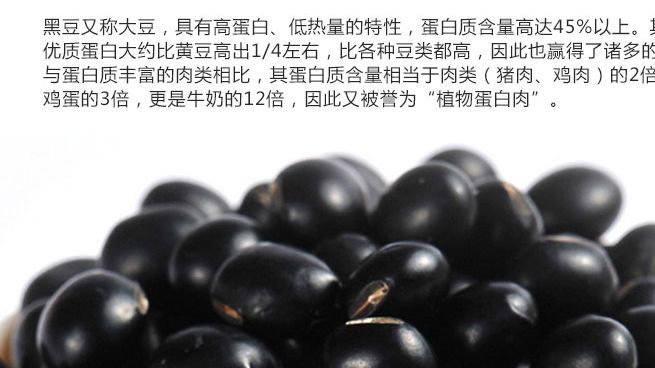 黑豆又称大豆，具有高蛋白、低热量的特性，蛋白质含量高达45%以上。
优质蛋白大约比黄豆高出1/4左右，比各种豆类都高，因此也赢得了诸多的
与蛋白质丰富的肉类相比，其蛋白质含量相当于肉类（猪肉、鸡肉）的2倍
鸡蛋的3倍，更是牛奶的12倍，因此又被誉为“植物蛋白肉”。